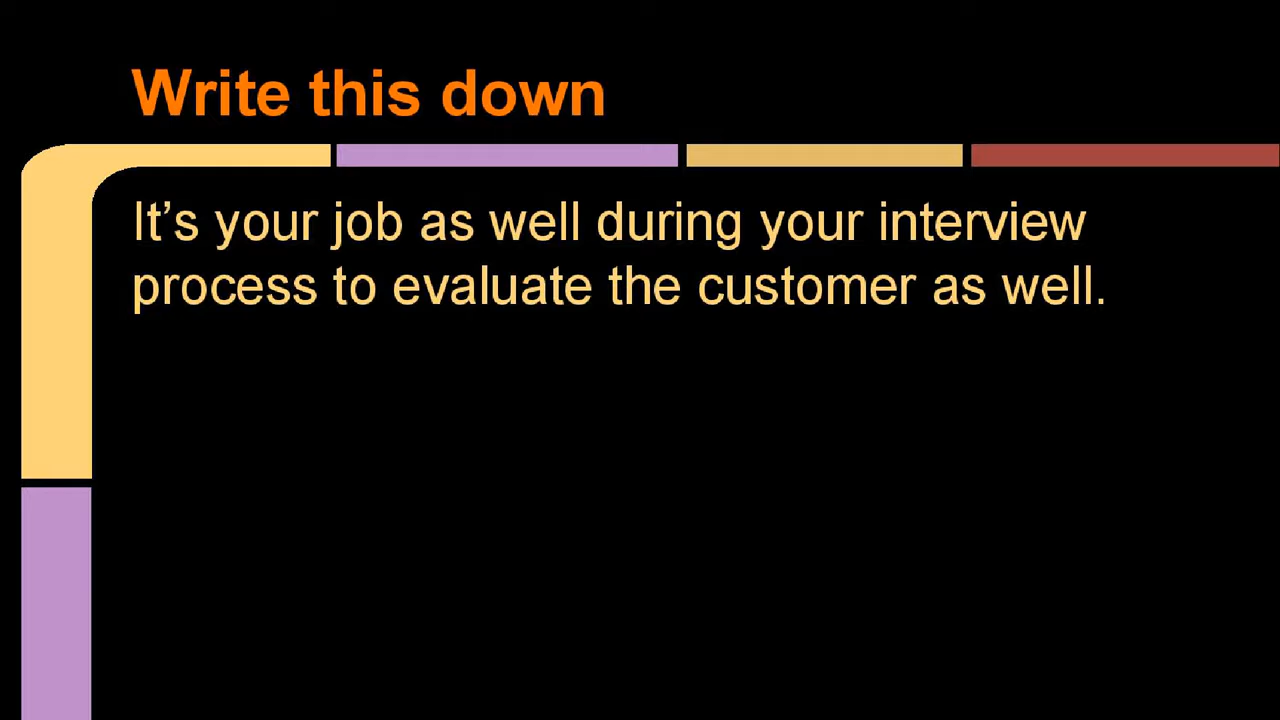 Write this down
It’s your job as well during your interview
process to evaluate the customer as well.